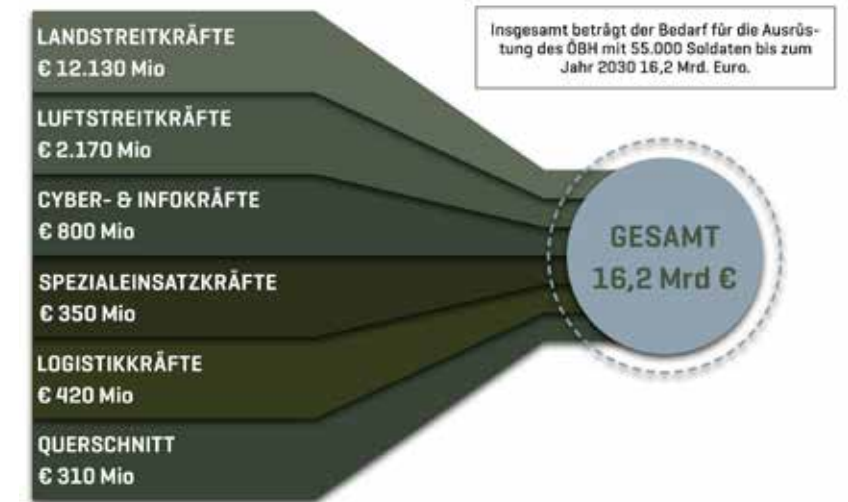 Insgesamt beträgt der Bedarf für die Ausrüs-
tung des ÖBH mit 55.000 Soldaten bis zum
Jahr 2030 16,2 Mrd. Euro.
LANDSTREITKRÄFTE
€ 12.130 Mio
LUFTSTREITKRÄFTE
€ 2.170 Mio
CYBER- & INFOKRÄFTE
€ 800 Mio
SPEZIALEINSATZKRÄFTE
€ 350 Mio
LOGISTIKKRÄFTE
€ 420 Mio
QUERSCHNITT
€ 310 Mio
GESAMT
16,2 Mrd €